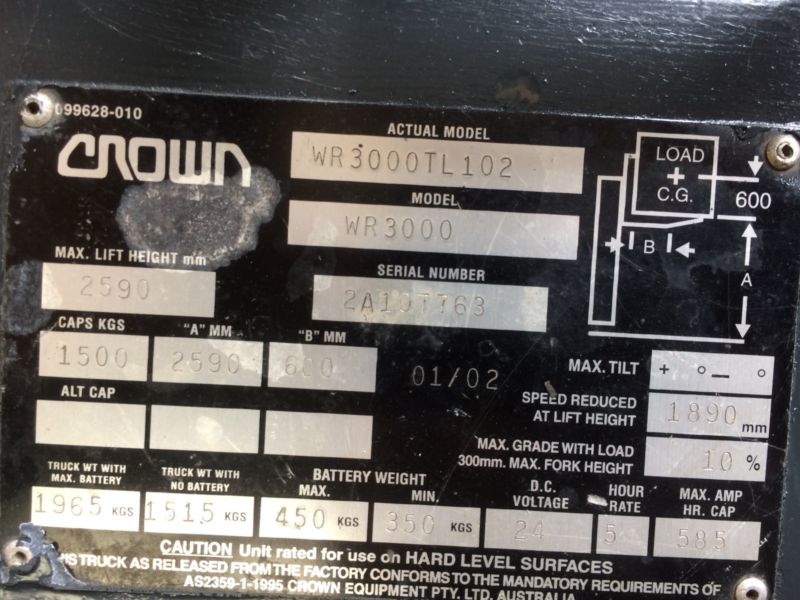 099628-010
CROWN
ACTUAL MODEL
WR3000TL102
MODEL
WR3000
MAX. LIFT HEIGHT mm
2590
SERIAL NUMBER
2A107763
LOAD
+
C.G.
600
B
A
CAPS KGS "A" MM "B" MM
1500 2590 600
01/02
MAX. TILT + ° — °
ALT CAP
SPEED REDUCED
AT LIFT HEIGHT 1890 mm
MAX. GRADE WITH LOAD
300mm. MAX. FORK HEIGHT 10 %
TRUCK WT WITH
MAX. BATTERY
1965 KGS
TRUCK WT WITH
NO BATTERY
1515 KGS
BATTERY WEIGHT
MAX. MIN.
450 KGS 350 KGS
D.C.
VOLTAGE
24
HOUR
RATE
5
MAX. AMP
HR. CAP
585
CAUTION Unit rated for use on HARD LEVEL SURFACES
THIS TRUCK AS RELEASED FROM THE FACTORY CONFORMS TO THE MANDATORY REQUIREMENTS OF
AS2359-1-1995 CROWN EQUIPMENT PTY. LTD, AUSTRALIA